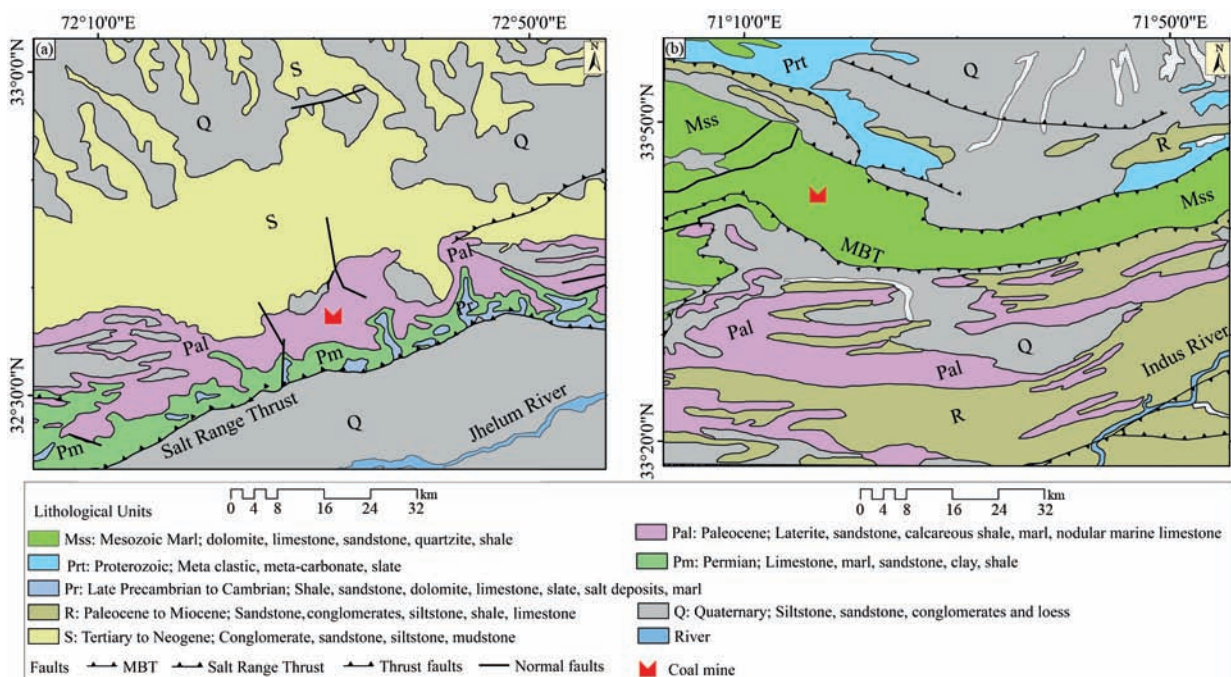 72°10'0"E 72°50'0"E
(a)
N
33°0'0"N
32°30'0"N
S
Q
Q
S
Pal
Pr
Pal
Pm
Pm
Salt Range Thrust
Q
Jhelum River
71°10'0"E 71°50'0"E
(b)
N
33°50'0"N
33°20'0"N
Prt
Q
Mss
R
Mss
MBT
Pal
Q
Pal
Indus River
R
Lithological Units
0 4 8 16 24 32 km
0 4 8 16 24 32 km
Mss: Mesozoic Marl; dolomite, limestone, sandstone, quartzite, shale
Prt: Proterozoic; Meta clastic, meta-carbonate, slate
Pr: Late Precambrian to Cambrian; Shale, sandstone, dolomite, limestone, slate, salt deposits, marl
R: Paleocene to Miocene; Sandstone, conglomerates, siltstone, shale, limestone
S: Tertiary to Neogene; Conglomerate, sandstone, siltstone, mudstone
Pal: Paleocene; Laterite, sandstone, calcareous shale, marl, nodular marine limestone
Pm: Permian; Limestone, marl, sandstone, clay, shale
Q: Quaternary; Siltstone, sandstone, conglomerates and loess
River
Faults MBT Salt Range Thrust Thrust faults Normal faults
Coal mine